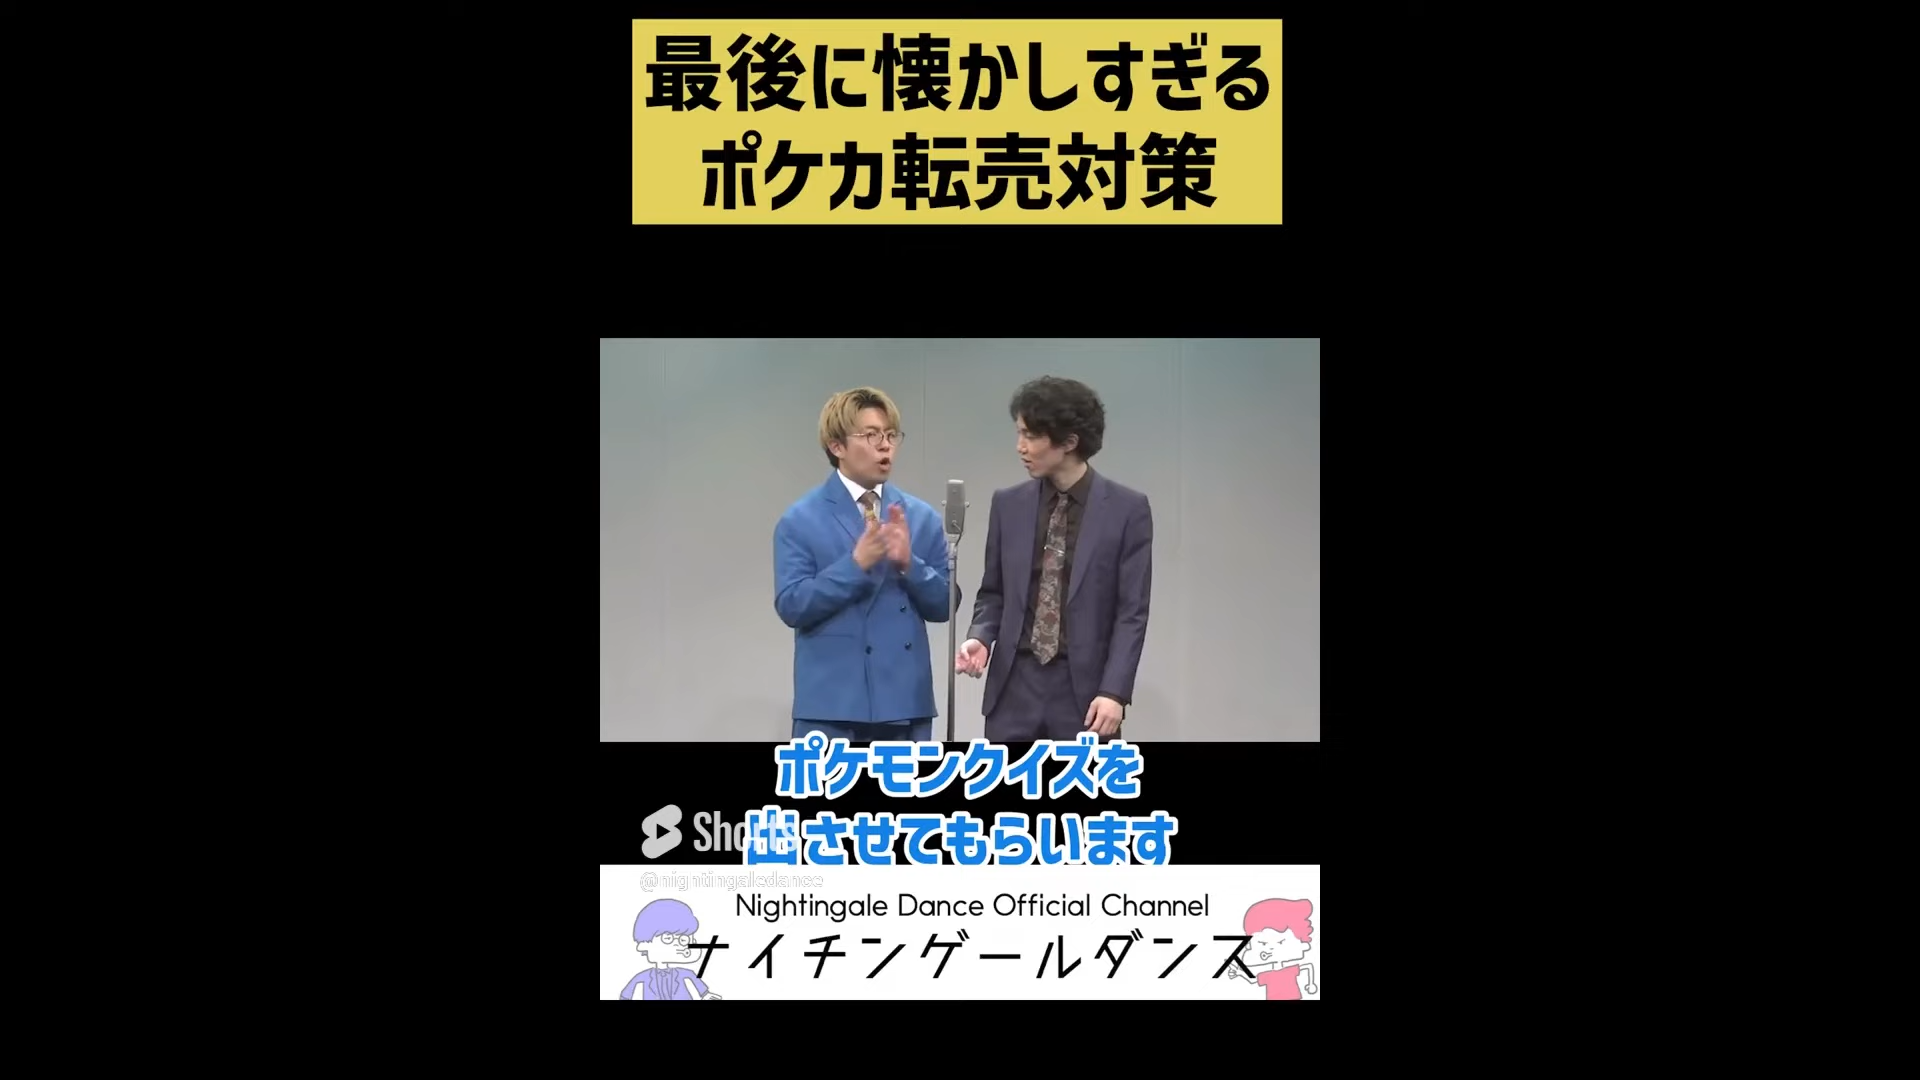 最後に懐かしすぎる
ポケカ転売対策
ポケモンクイズを
出させてもらいます
Shorts
@nightingaledance
Nightingale Dance Official Channel
ナイチンゲールダンス